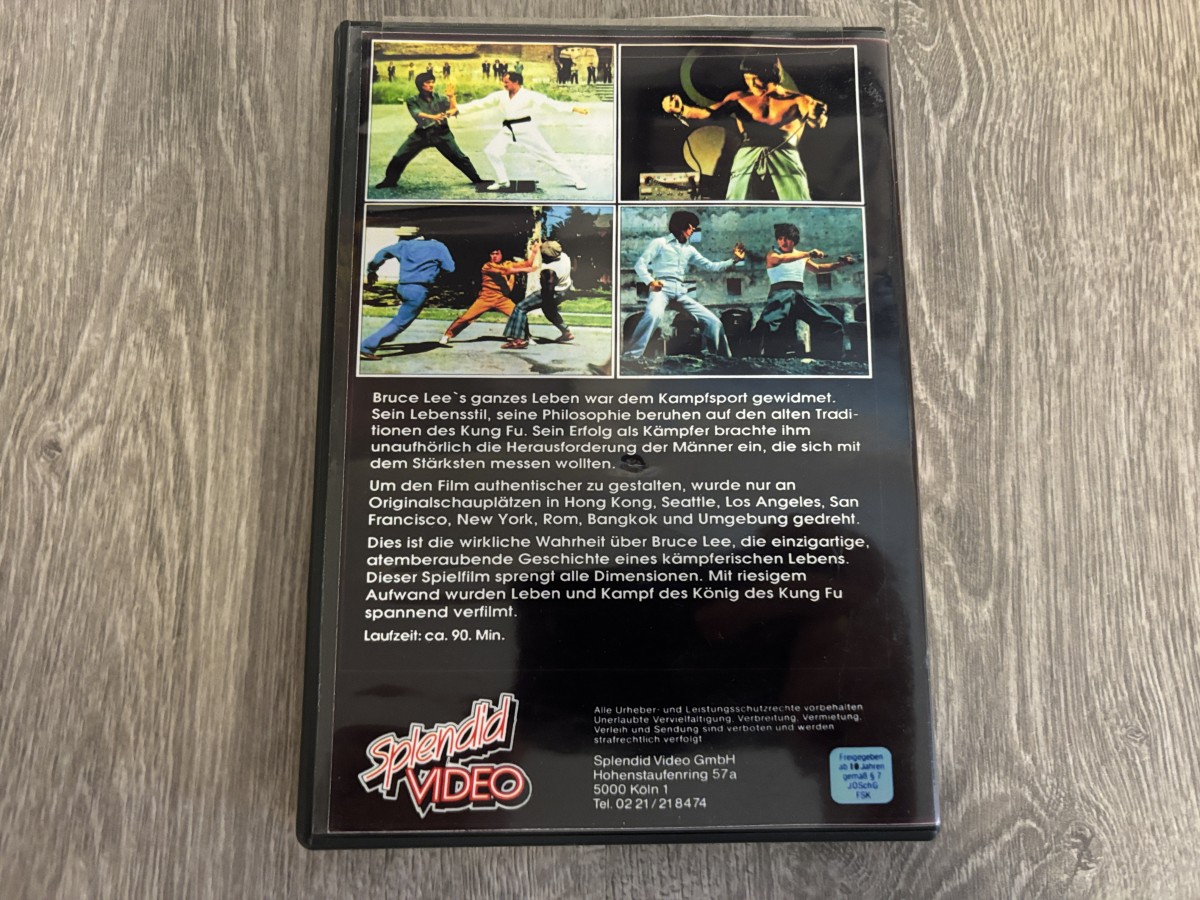 Bruce Lee`s ganzes Leben war dem Kampfsport gewidmet.
Sein Lebensstil, seine Philosophie beruhen auf den alten Tradi-
tionen des Kung Fu. Sein Erfolg als Kämpfer brachte ihm
unaufhörlich die Herausforderung der Männer ein, die sich mit
dem Stärksten messen wollten.
Um den Film authentischer zu gestalten, wurde nur an
Originalschauplätzen in Hong Kong, Seattle, Los Angeles, San
Francisco, New York, Rom, Bangkok und Umgebung gedreht.
Dies ist die wirkliche Wahrheit über Bruce Lee, die einzigartige,
atemberaubende Geschichte eines kämpferischen Lebens.
Dieser Spielfilm sprengt alle Dimensionen. Mit riesigem
Aufwand wurden Leben und Kampf des König des Kung Fu
spannend verfilmt.
Laufzeit: ca. 90. Min.
Splendid
VIDEO
Alle Urheber- und Leistungsschutzrechte vorbehalten
Unerlaubte Vervielfältigung, Verbreitung, Vermietung,
Verleih und Sendung sind verboten und werden
strafrechtlich verfolgt
Splendid Video GmbH
Hohenstaufenring 57a
5000 Köln 1
Tel. 02 21 / 21 84 74
Freigegeben
ab 18 Jahren
gemäß § 7
JÖSchG
FSK